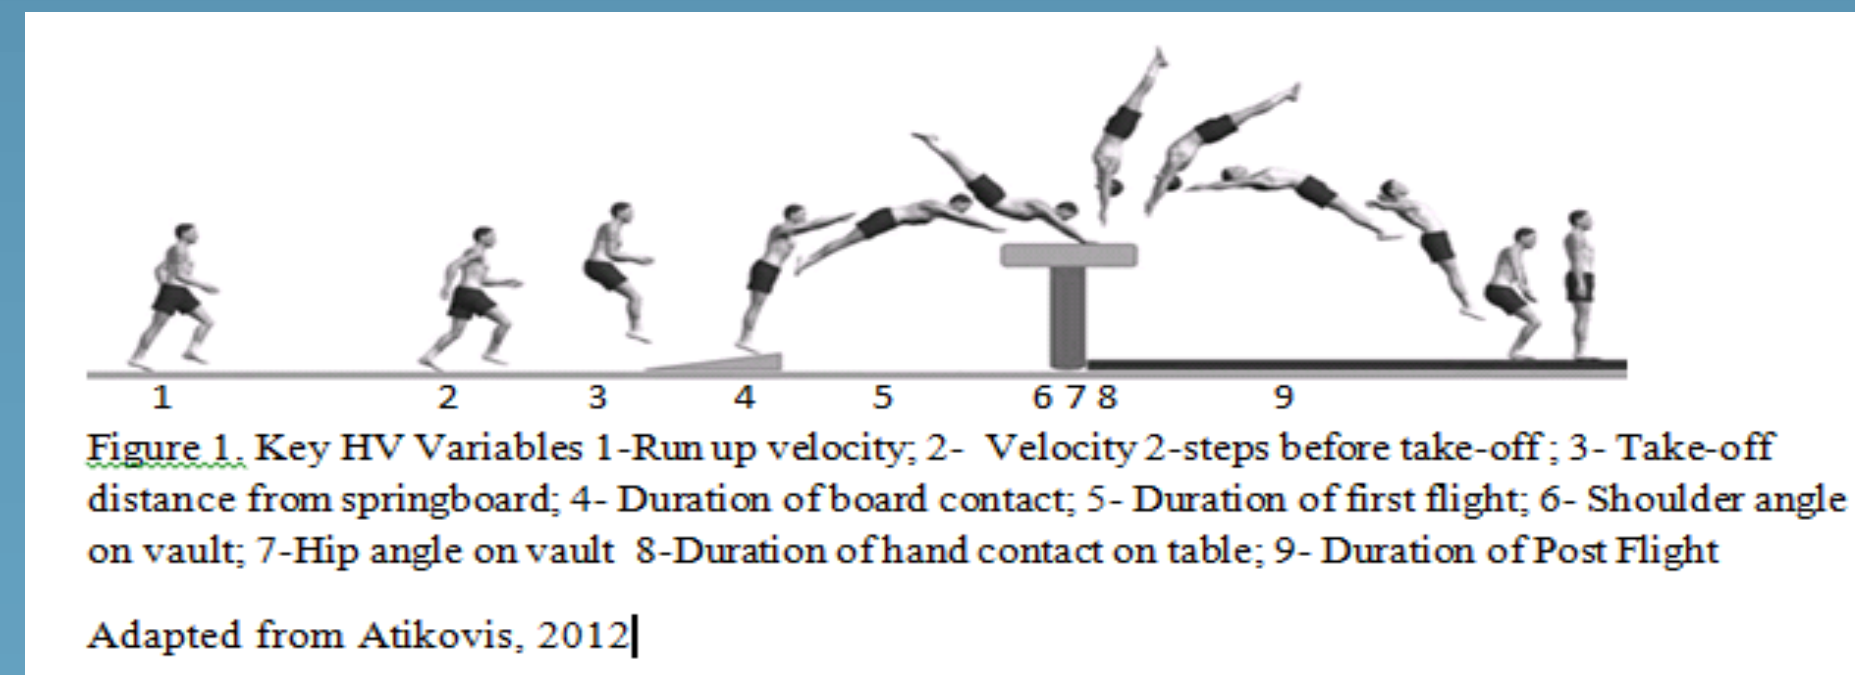 1 2 3 4 5 6 7 8 9
Figure 1. Key HV Variables 1-Run up velocity; 2- Velocity 2-steps before take-off; 3- Take-off
distance from springboard; 4- Duration of board contact; 5- Duration of first flight; 6- Shoulder angle
on vault; 7-Hip angle on vault 8-Duration of hand contact on table; 9- Duration of Post Flight
Adapted from Atikovis, 2012